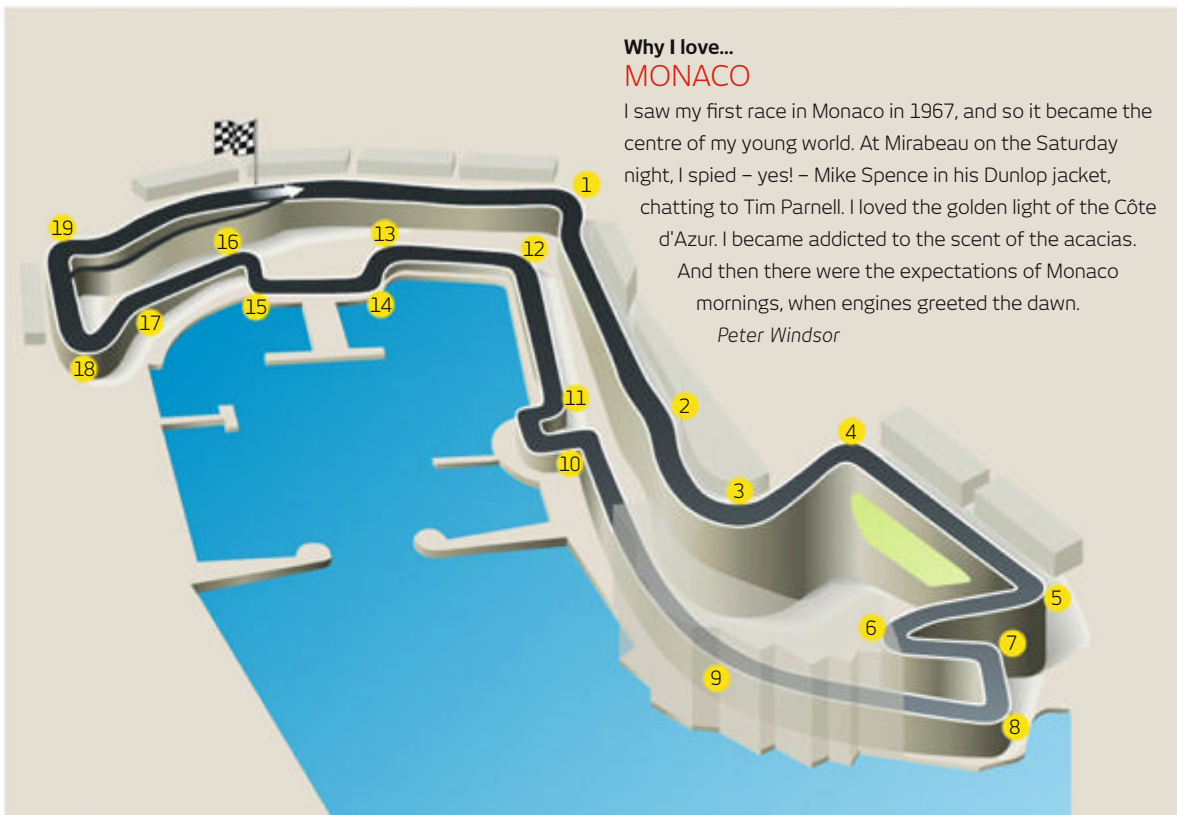 Why I love...
MONACO
I saw my first race in Monaco in 1967, and so it became the
centre of my young world. At Mirabeau on the Saturday
night, I spied – yes! – Mike Spence in his Dunlop jacket,
chatting to Tim Parnell. I loved the golden light of the Côte
d'Azur. I became addicted to the scent of the acacias.
And then there were the expectations of Monaco
mornings, when engines greeted the dawn.
Peter Windsor
1
19
13
16
12
15
14
17
18
11
2
4
10
3
5
6
7
9
8